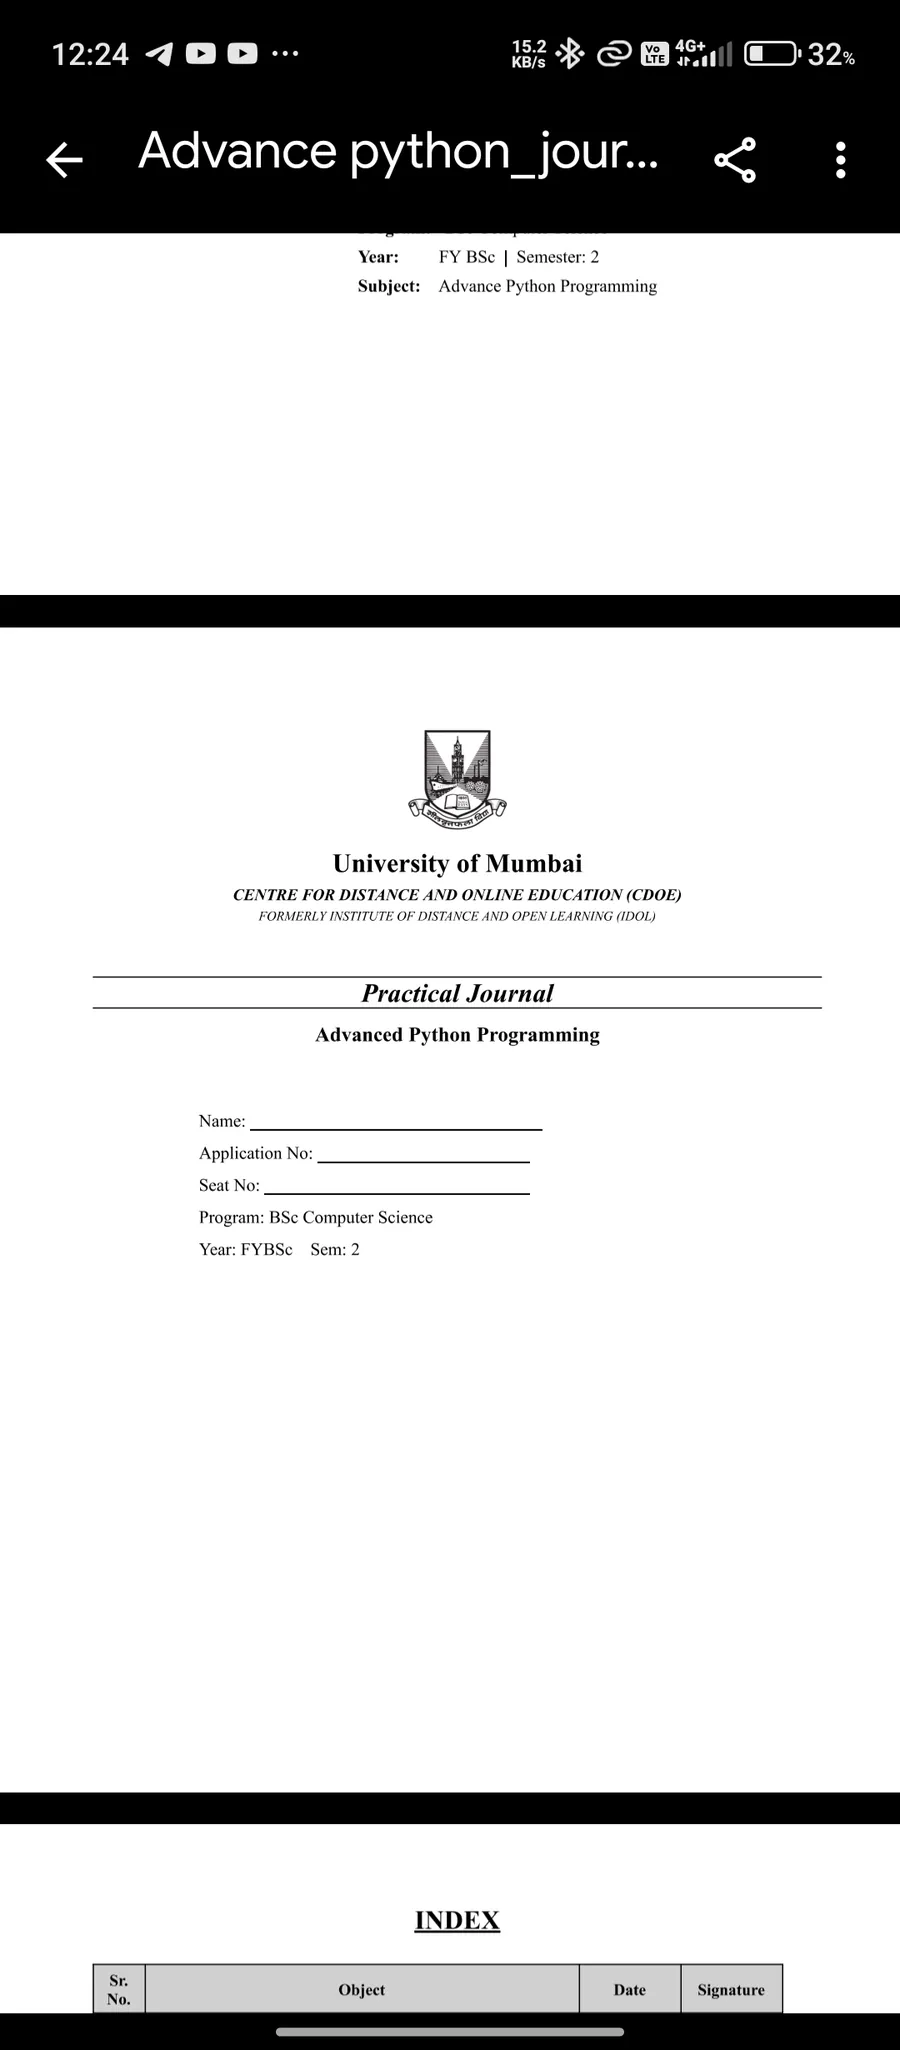 12:24
15.2
KB/s
Vo
LTE
4G+
32%
Advance python_jour...
Year: FY BSc | Semester: 2
Subject: Advance Python Programming
University of Mumbai
CENTRE FOR DISTANCE AND ONLINE EDUCATION (CDOE)
FORMERLY INSTITUTE OF DISTANCE AND OPEN LEARNING (IDOL)
Practical Journal
Advanced Python Programming
Name:
Application No:
Seat No:
Program: BSc Computer Science
Year: FYBSc Sem: 2
INDEX
Sr. No. Object Date Signature